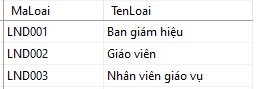 MaLoai TenLoai
LND001 Ban giám hiệu
LND002 Giáo viên
LND003 Nhân viên giáo vụ